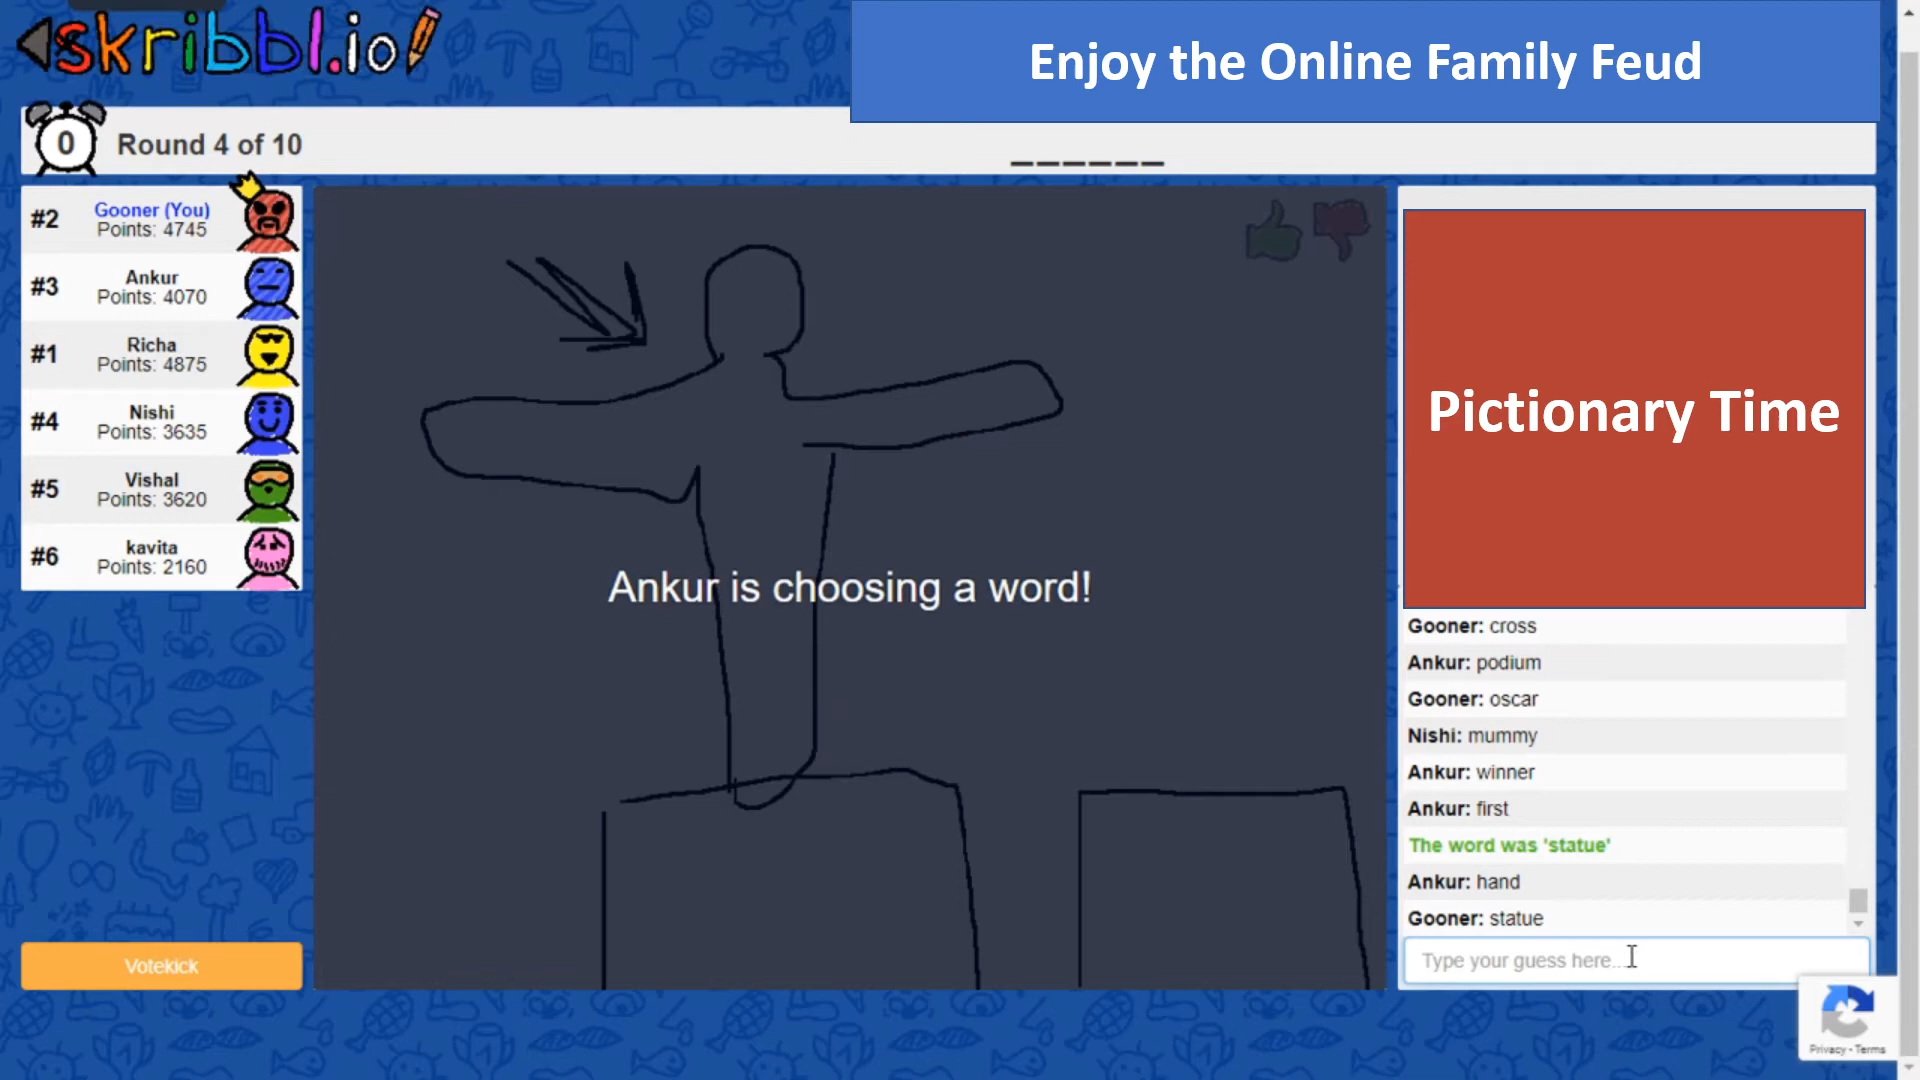 skribbl.io
Enjoy the Online Family Feud
0
Round 4 of 10
______
#2
Gooner (You)
Points: 4745
#3
Ankur
Points: 4070
#1
Richa
Points: 4875
#4
Nishi
Points: 3635
#5
Vishal
Points: 3620
#6
kavita
Points: 2160
Votekick
Ankur is choosing a word!
Pictionary Time
Gooner: cross
Ankur: podium
Gooner: oscar
Nishi: mummy
Ankur: winner
Ankur: first
The word was 'statue'
Ankur: hand
Gooner: statue
Type your guess here...
Privacy - Terms